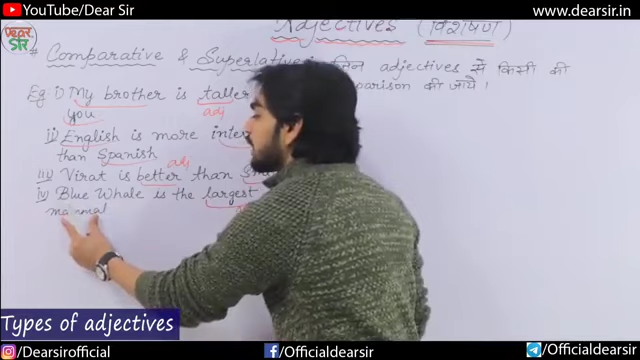 YouTube/Dear Sir
www.dearsir.in
DEAR SIR
Adjectives (विशेषण)
* Comparative & Superlative adjectives से किसी की
comparison की जाये।
Eg: i) My brother is taller
you
adj
ii) English is more
than Spanish
adj
iii) Virat is better than
iv) Blue Whale is the largest
mammal
Types of adjectives
/Dearsirofficial
/Officialdearsir
/Officialdearsir